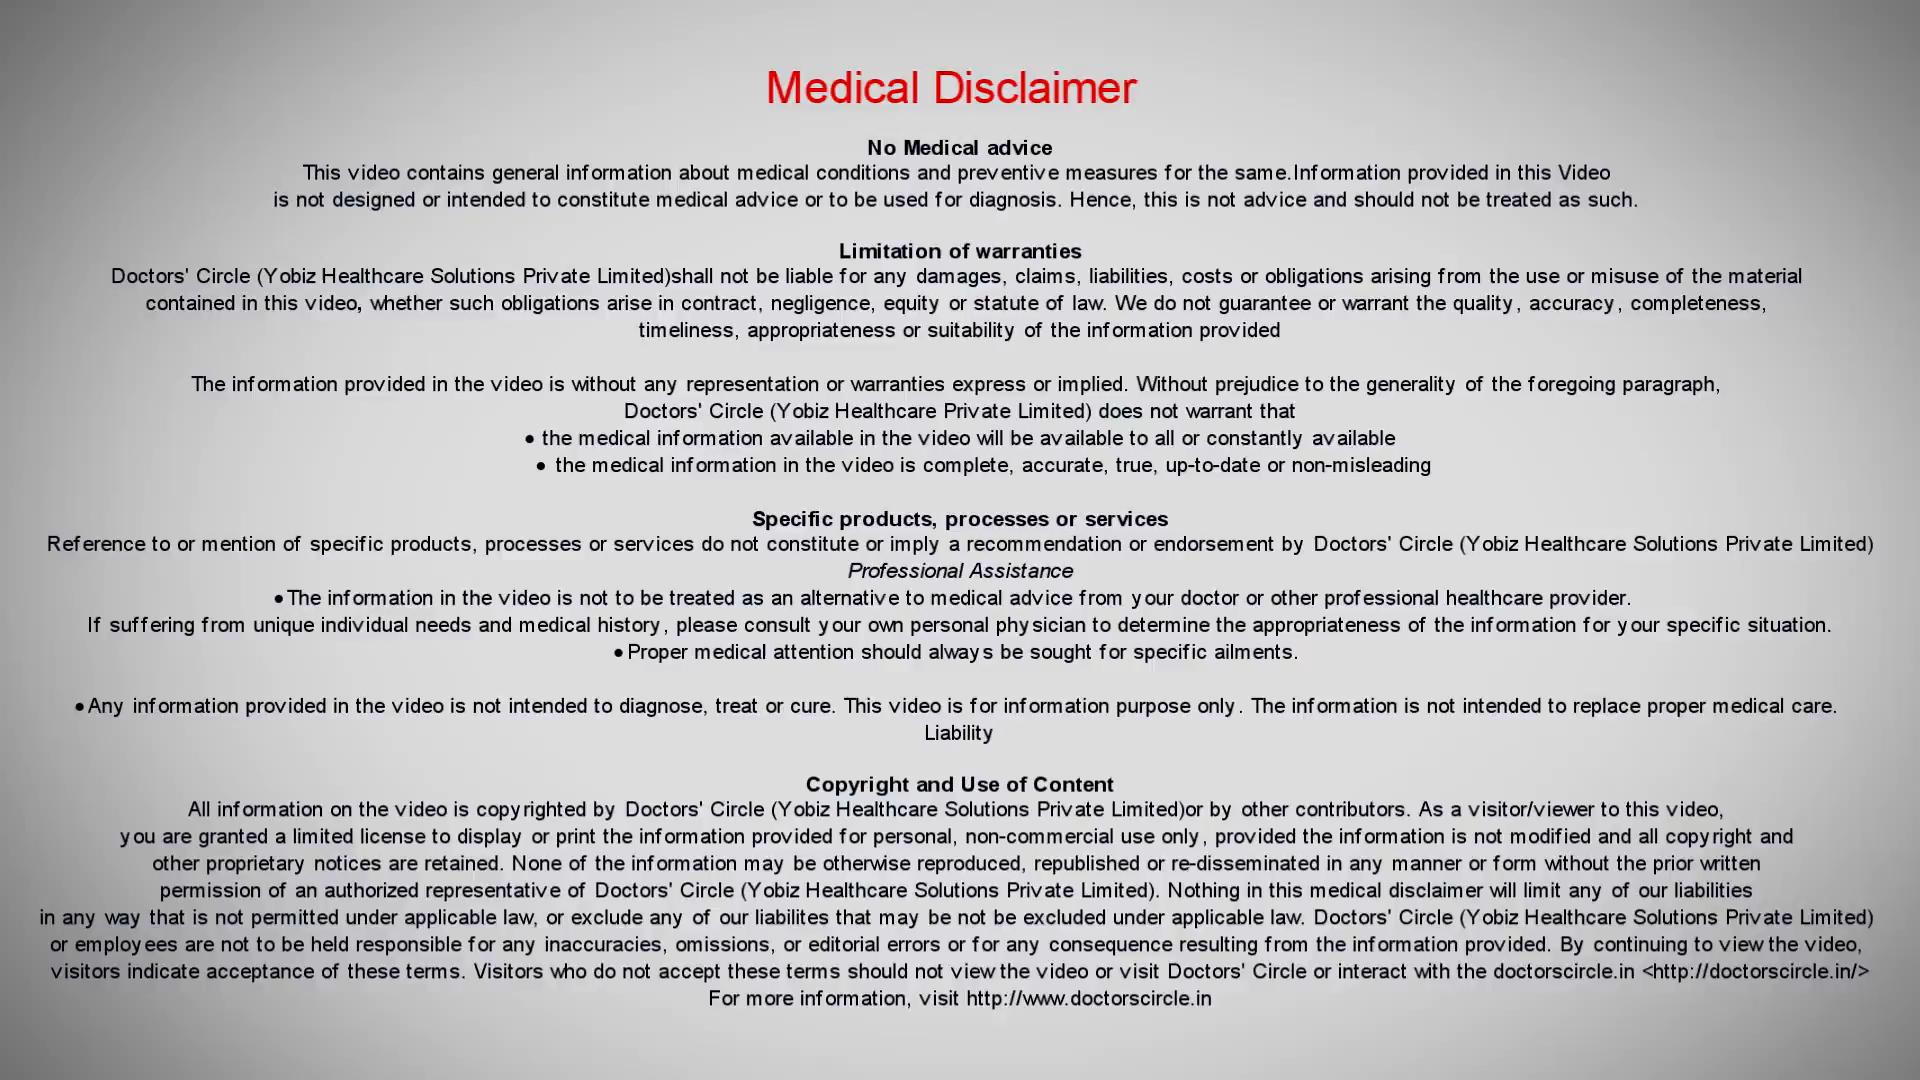 Medical Disclaimer
No Medical advice
This video contains general information about medical conditions and preventive measures for the same.Information provided in this Video
is not designed or intended to constitute medical advice or to be used for diagnosis. Hence, this is not advice and should not be treated as such.
Limitation of warranties
Doctors' Circle (Yobiz Healthcare Solutions Private Limited)shall not be liable for any damages, claims, liabilities, costs or obligations arising from the use or misuse of the material
contained in this video, whether such obligations arise in contract, negligence, equity or statute of law. We do not guarantee or warrant the quality, accuracy, completeness,
timeliness, appropriateness or suitability of the information provided
The information provided in the video is without any representation or warranties express or implied. Without prejudice to the generality of the foregoing paragraph,
Doctors' Circle (Yobiz Healthcare Private Limited) does not warrant that
• the medical information available in the video will be available to all or constantly available
• the medical information in the video is complete, accurate, true, up-to-date or non-misleading
Specific products, processes or services
Reference to or mention of specific products, processes or services do not constitute or imply a recommendation or endorsement by Doctors' Circle (Yobiz Healthcare Solutions Private Limited)
Professional Assistance
•The information in the video is not to be treated as an alternative to medical advice from your doctor or other professional healthcare provider.
If suffering from unique individual needs and medical history, please consult your own personal physician to determine the appropriateness of the information for your specific situation.
•Proper medical attention should always be sought for specific ailments.
•Any information provided in the video is not intended to diagnose, treat or cure. This video is for information purpose only. The information is not intended to replace proper medical care.
Liability
Copyright and Use of Content
All information on the video is copyrighted by Doctors' Circle (Yobiz Healthcare Solutions Private Limited)or by other contributors. As a visitor/viewer to this video,
you are granted a limited license to display or print the information provided for personal, non-commercial use only, provided the information is not modified and all copyright and
other proprietary notices are retained. None of the information may be otherwise reproduced, republished or re-disseminated in any manner or form without the prior written
permission of an authorized representative of Doctors' Circle (Yobiz Healthcare Solutions Private Limited). Nothing in this medical disclaimer will limit any of our liabilities
in any way that is not permitted under applicable law, or exclude any of our liabilites that may be not be excluded under applicable law. Doctors' Circle (Yobiz Healthcare Solutions Private Limited)
or employees are not to be held responsible for any inaccuracies, omissions, or editorial errors or for any consequence resulting from the information provided. By continuing to view the video,
visitors indicate acceptance of these terms. Visitors who do not accept these terms should not view the video or visit Doctors' Circle or interact with the doctorscircle.in <http://doctorscircle.in/>
For more information, visit http://www.doctorscircle.in